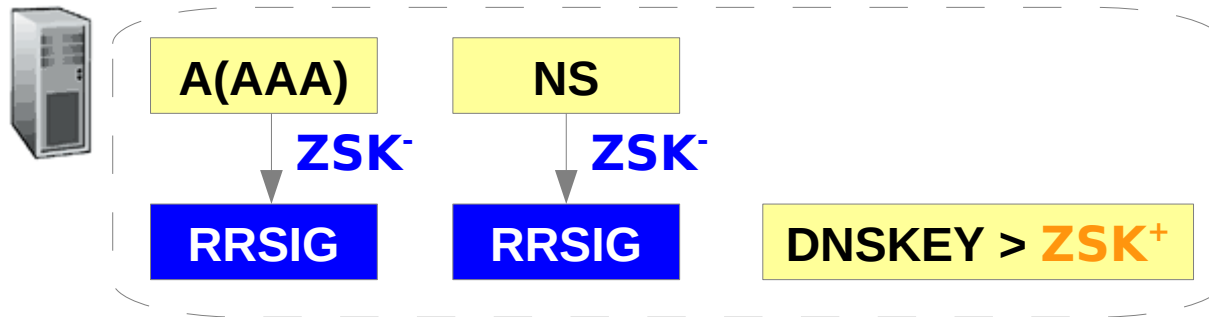 A(AAA) NS
ZSK⁻ ZSK⁻
RRSIG RRSIG DNSKEY > ZSK⁺